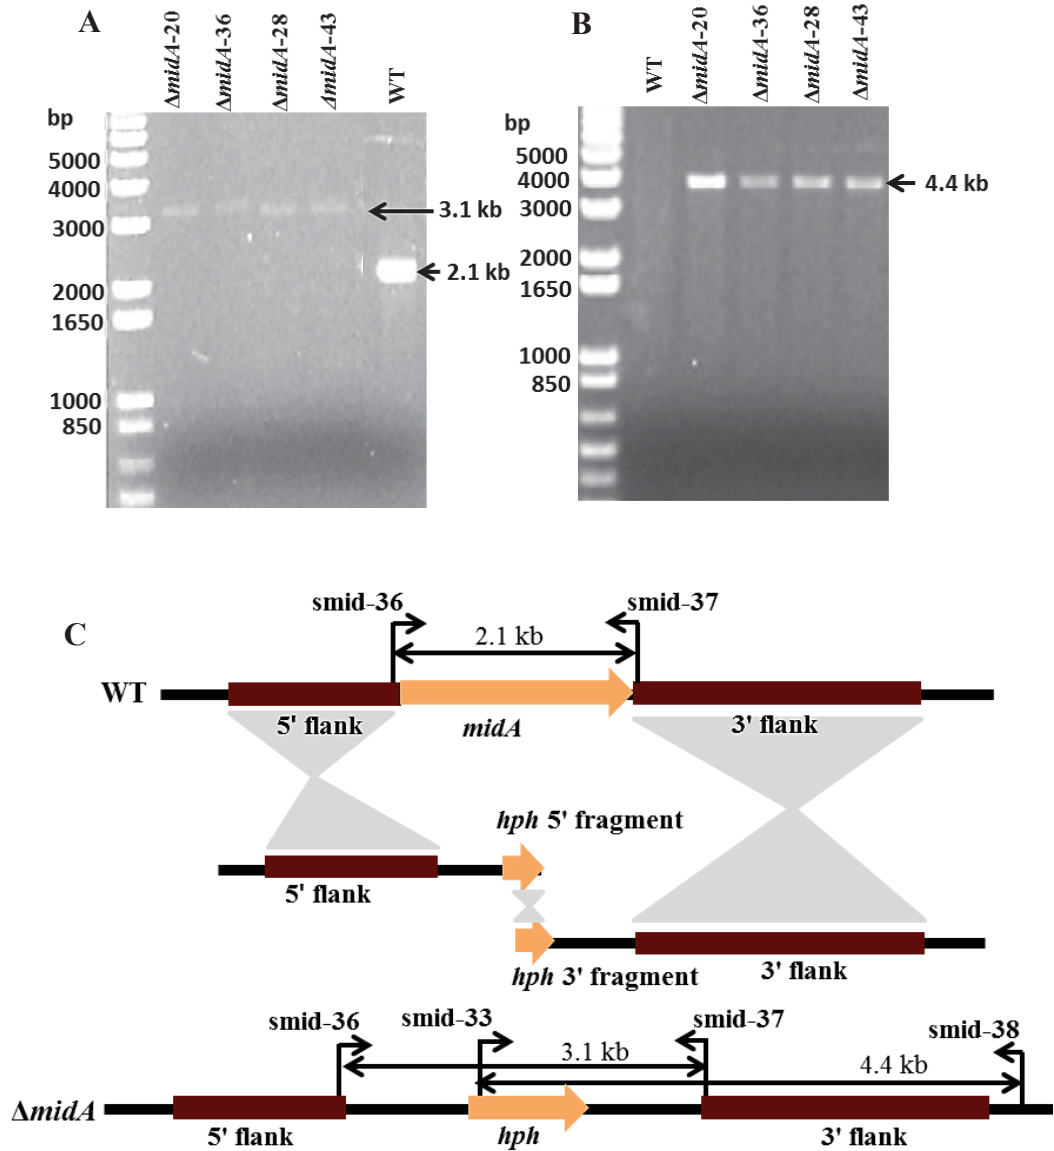 A
ΔmidA-20
ΔmidA-36
ΔmidA-28
ΔmidA-43
WT
bp
5000
4000
3000
2000
1650
1000
850
3.1 kb
2.1 kb
B
WT
ΔmidA-20
ΔmidA-36
ΔmidA-28
ΔmidA-43
bp
5000
4000
3000
2000
1650
1000
850
4.4 kb
C
smid-36
smid-37
2.1 kb
WT
5' flank
midA
3' flank
hph 5' fragment
5' flank
hph 3' fragment
3' flank
smid-36
smid-33
smid-37
smid-38
3.1 kb
4.4 kb
ΔmidA
5' flank
hph
3' flank